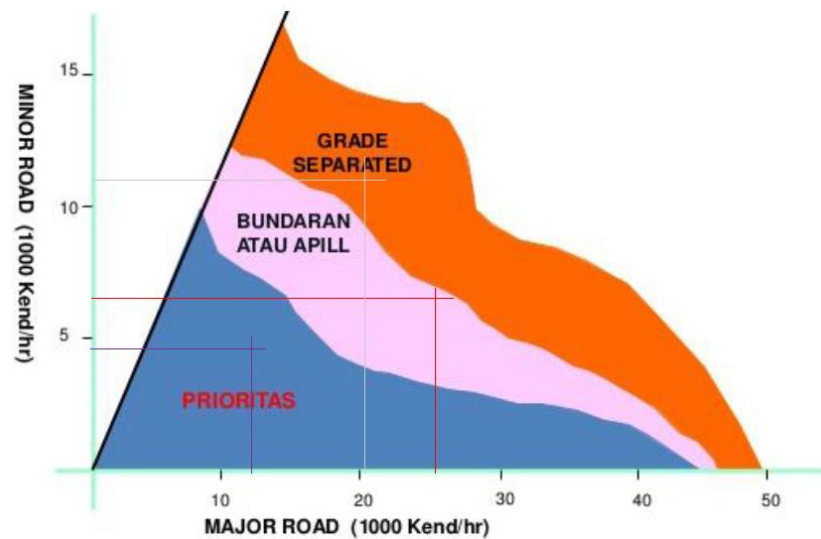 15
10
5
MINOR ROAD (1000 Kend/hr)
GRADE
SEPARATED
BUNDARAN
ATAU APILL
PRIORITAS
10 20 30 40 50
MAJOR ROAD (1000 Kend/hr)